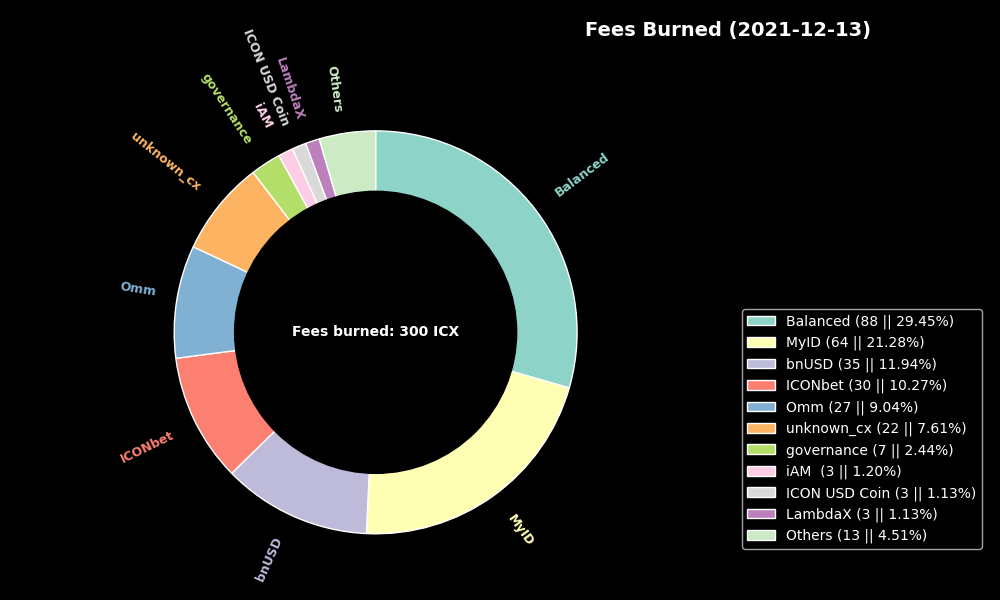 Fees Burned (2021-12-13)
Others
LambdaX
ICON USD Coin
iAM
governance
unknown_cx
Balanced
Omm
Fees burned: 300 ICX
ICONbet
MyID
bnUSD
Balanced (88 || 29.45%)
MyID (64 || 21.28%)
bnUSD (35 || 11.94%)
ICONbet (30 || 10.27%)
Omm (27 || 9.04%)
unknown_cx (22 || 7.61%)
governance (7 || 2.44%)
iAM  (3 || 1.20%)
ICON USD Coin (3 || 1.13%)
LambdaX (3 || 1.13%)
Others (13 || 4.51%)